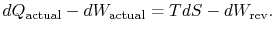 dQ_actual − dW_actual = TdS − dW_rev.